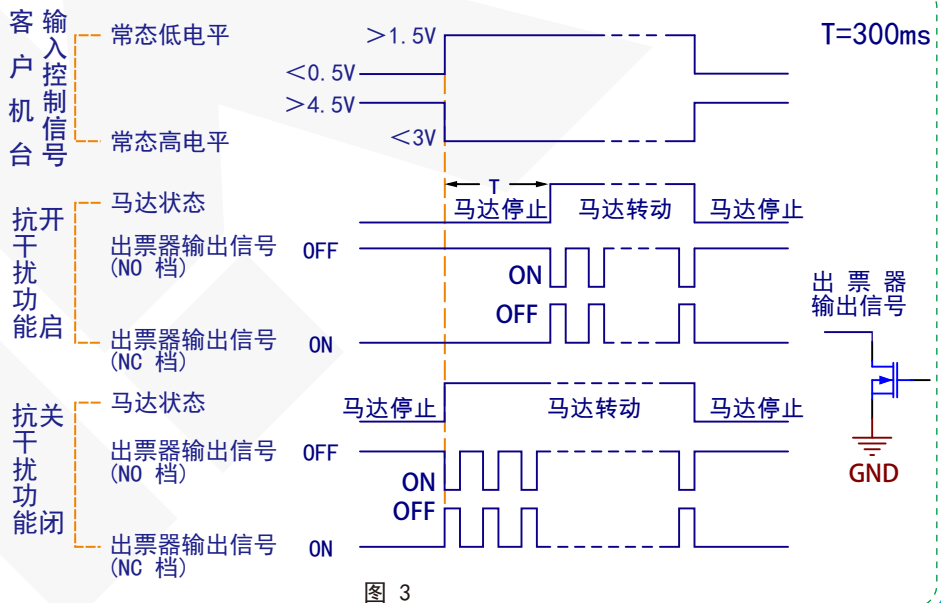 客户机台
输入控制信号
常态低电平
>1.5V
<0.5V
T=300ms
>4.5V
常态高电平
<3V
抗干扰功能
开启
马达状态
T
马达停止
马达转动
马达停止
出票器输出信号
(NO 档)
OFF
ON
OFF
出票器输出信号
(NC 档)
ON
出票器
输出信号
GND
抗干扰功能
关闭
马达状态
马达停止
马达转动
马达停止
出票器输出信号
(NO 档)
OFF
ON
OFF
出票器输出信号
(NC 档)
ON
图 3